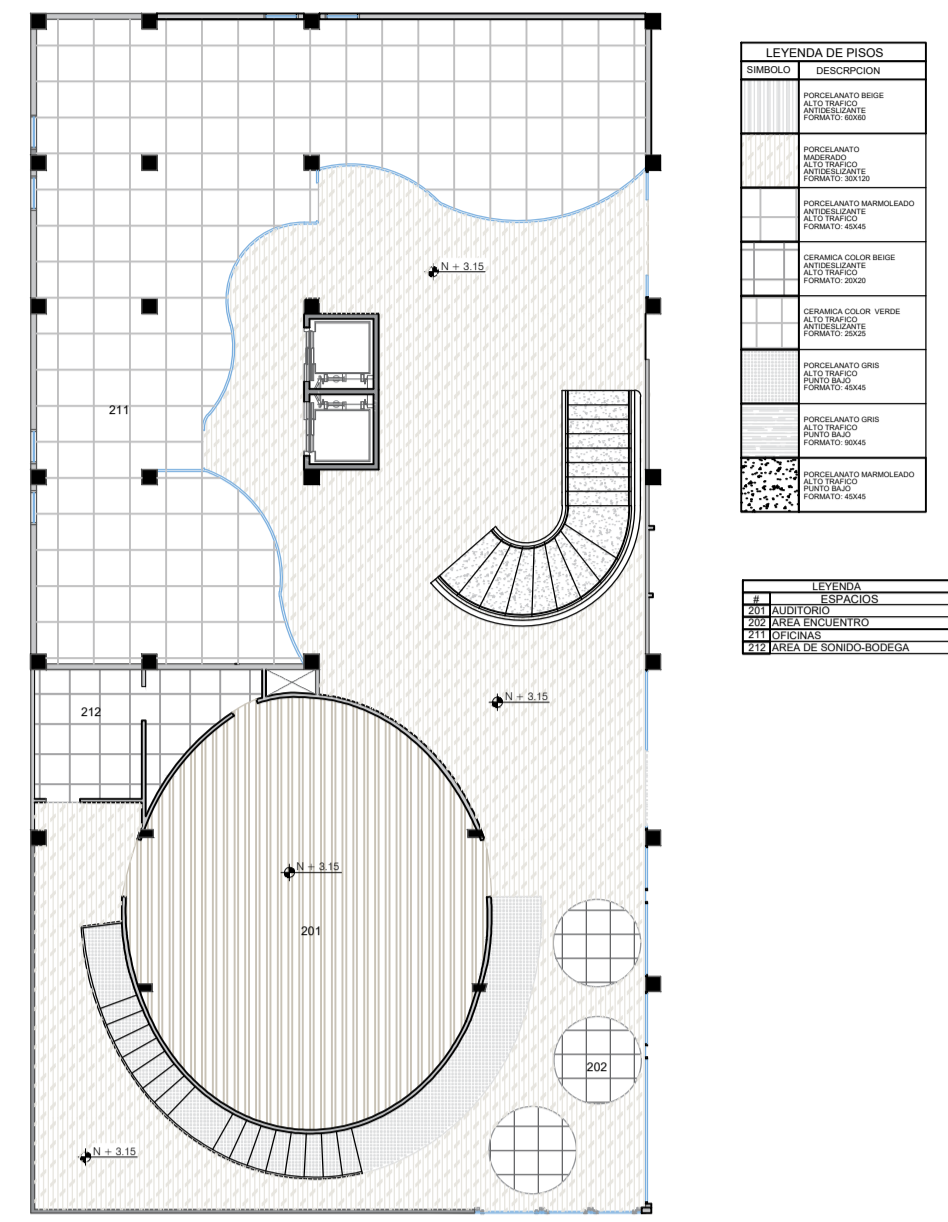 N + 3.15
211
N + 3.15
212
N + 3.15
201
202
N + 3.15
LEYENDA DE PISOS
SIMBOLO DESCRPCION
PORCELANATO BEIGE
ALTO TRAFICO
ANTIDESLIZANTE
FORMATO: 60X60
PORCELANATO
MADERADO
ALTO TRAFICO
ANTIDESLIZANTE
FORMATO: 30X120
PORCELANATO MARMOLEADO
ANTIDESLIZANTE
ALTO TRAFICO
FORMATO: 45X45
CERAMICA COLOR BEIGE
ANTIDESLIZANTE
ALTO TRAFICO
FORMATO: 20X20
CERAMICA COLOR VERDE
ALTO TRAFICO
ANTIDESLIZANTE
FORMATO: 25X25
PORCELANATO GRIS
ALTO TRAFICO
PUNTO BAJO
FORMATO: 45X45
PORCELANATO GRIS
ALTO TRAFICO
PUNTO BAJO
FORMATO: 90X45
PORCELANATO MARMOLEADO
ALTO TRAFICO
PUNTO BAJO
FORMATO: 45X45
LEYENDA
# ESPACIOS
201 AUDITORIO
202 AREA ENCUENTRO
211 OFICINAS
212 AREA DE SONIDO-BODEGA